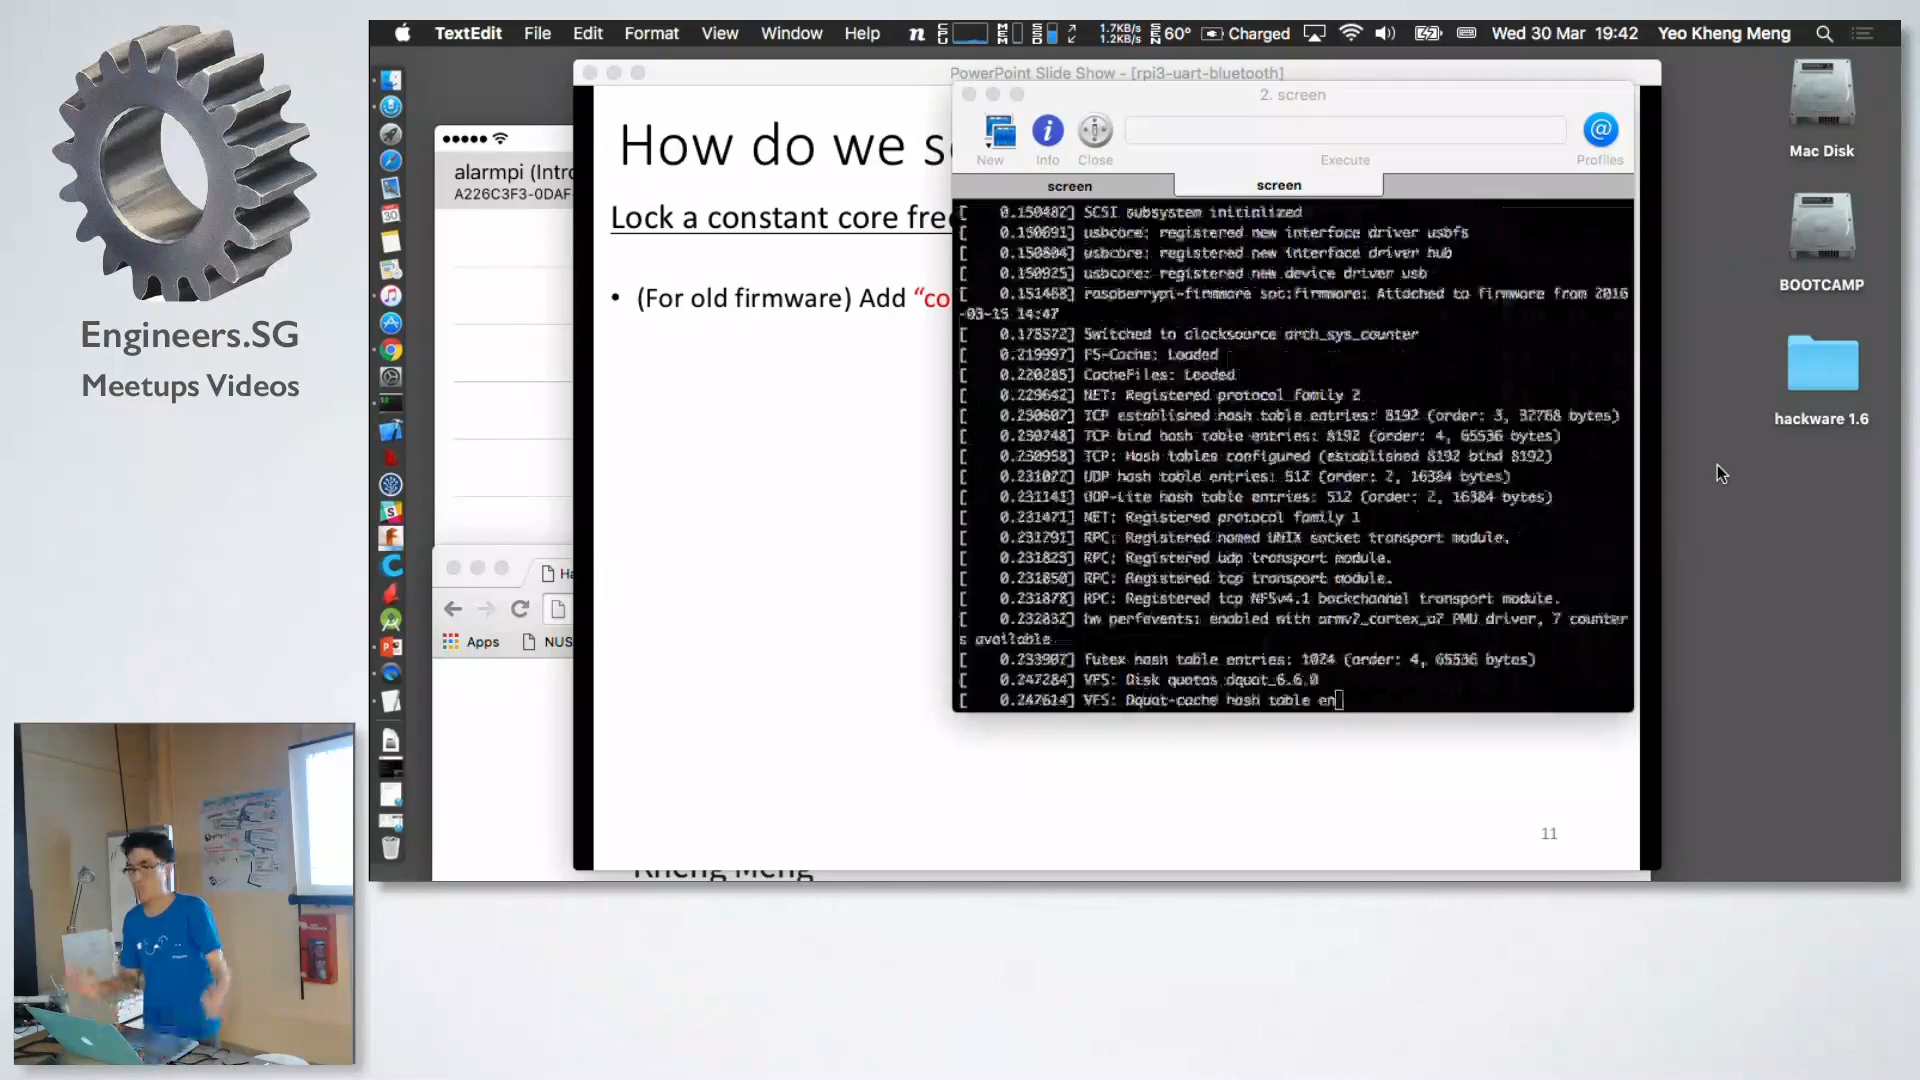 Engineers.SG
Meetups Videos
TextEdit File Edit Format View Window Help
1.7KB/s
1.2KB/s
60° Charged Wed 30 Mar 19:42 Yeo Kheng Meng
PowerPoint Slide Show - [rpi3-uart-bluetooth]
2. screen
New Info Close Execute Profiles
screen screen
alarmpi (Intro
A226C3F3-0DAF
How do we s
Lock a constant core fre
• (For old firmware) Add “co
[ 0.150482] SCSI subsystem initialized
[ 0.150691] usbcore: registered new interface driver usbfs
[ 0.150804] usbcore: registered new interface driver hub
[ 0.150925] usbcore: registered new device driver usb
[ 0.151468] raspberrypi-firmware soc:firmware: Attached to firmware from 2016
-03-15 14:47
[ 0.178572] Switched to clocksource arch_sys_counter
[ 0.219997] FS-Cache: Loaded
[ 0.220285] CacheFiles: Loaded
[ 0.229642] NET: Registered protocol family 2
[ 0.230607] TCP established hash table entries: 8192 (order: 3, 32768 bytes)
[ 0.230748] TCP bind hash table entries: 8192 (order: 4, 65536 bytes)
[ 0.230958] TCP: Hash tables configured (established 8192 bind 8192)
[ 0.231072] UDP hash table entries: 512 (order: 2, 16384 bytes)
[ 0.231141] UDP-Lite hash table entries: 512 (order: 2, 16384 bytes)
[ 0.231471] NET: Registered protocol family 1
[ 0.231791] RPC: Registered named UNIX socket transport module.
[ 0.231823] RPC: Registered udp transport module.
[ 0.231850] RPC: Registered tcp transport module.
[ 0.231878] RPC: Registered tcp NFSv4.1 backchannel transport module.
[ 0.232832] hw perfevents: enabled with armv7_cortex_a7 PMU driver, 7 counter
s available
[ 0.233907] futex hash table entries: 1024 (order: 4, 65536 bytes)
[ 0.247284] VFS: Disk quotas dquot_6.6.0
[ 0.247614] VFS: Dquot-cache hash table en
Ha
Apps NUS
11
Kheng Meng
Mac Disk
BOOTCAMP
hackware 1.6